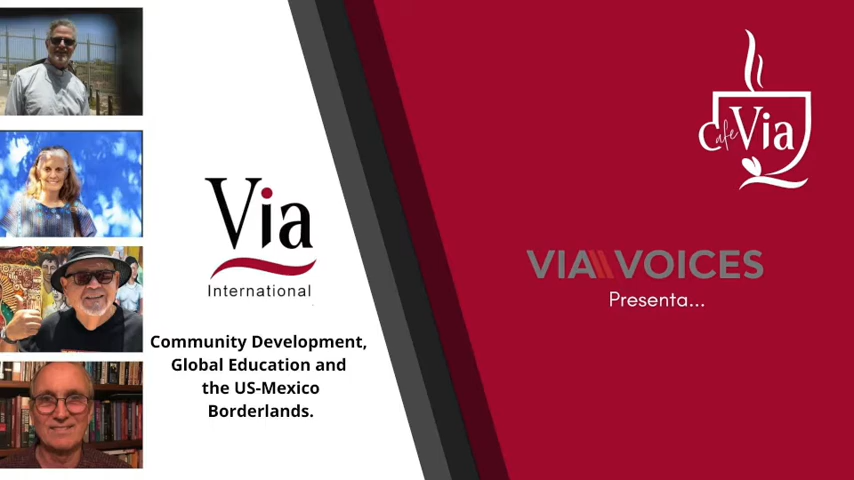 Via
International
Community Development,
Global Education and
the US-Mexico
Borderlands.
Cafe Via
VIA\\\VOICES
Presenta...